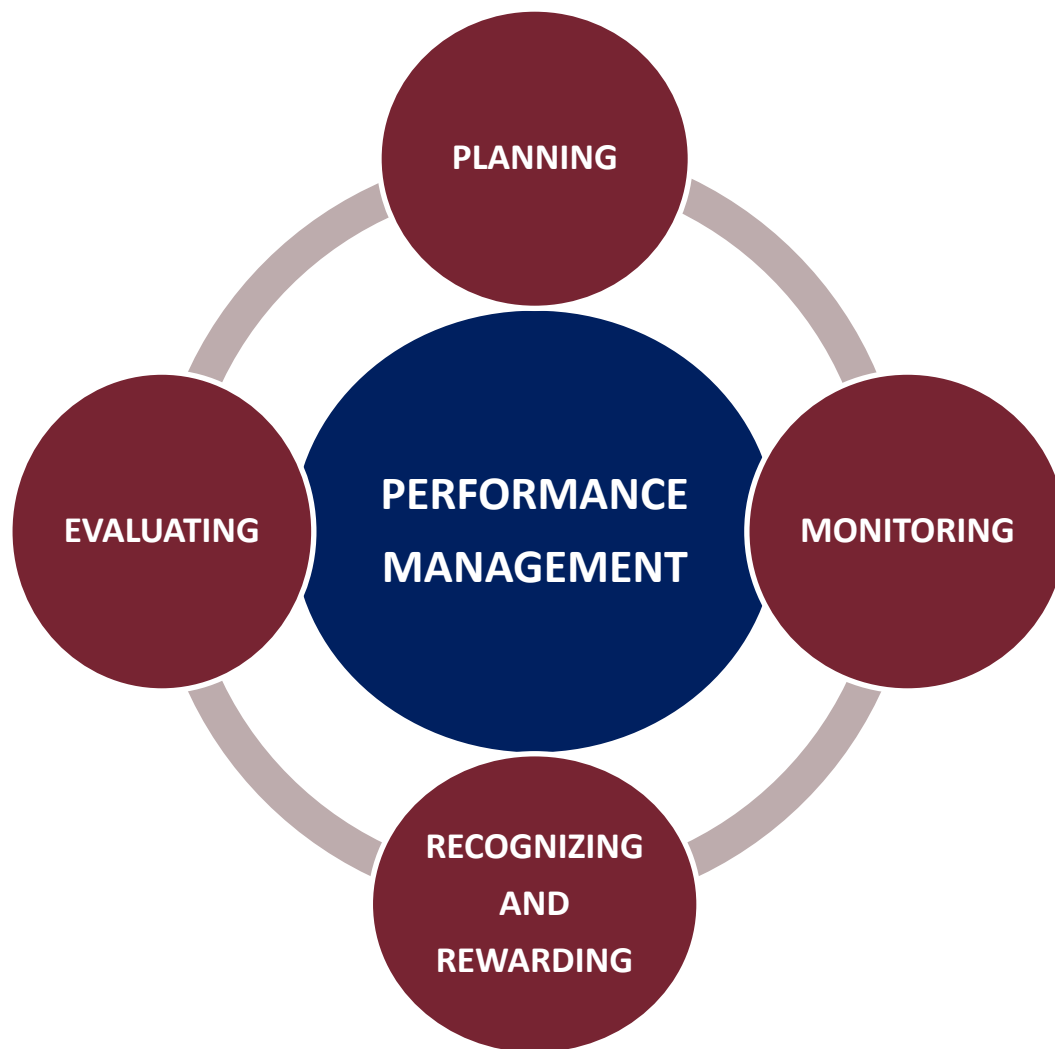 PLANNING
EVALUATING
PERFORMANCE
MANAGEMENT
MONITORING
RECOGNIZING
AND
REWARDING